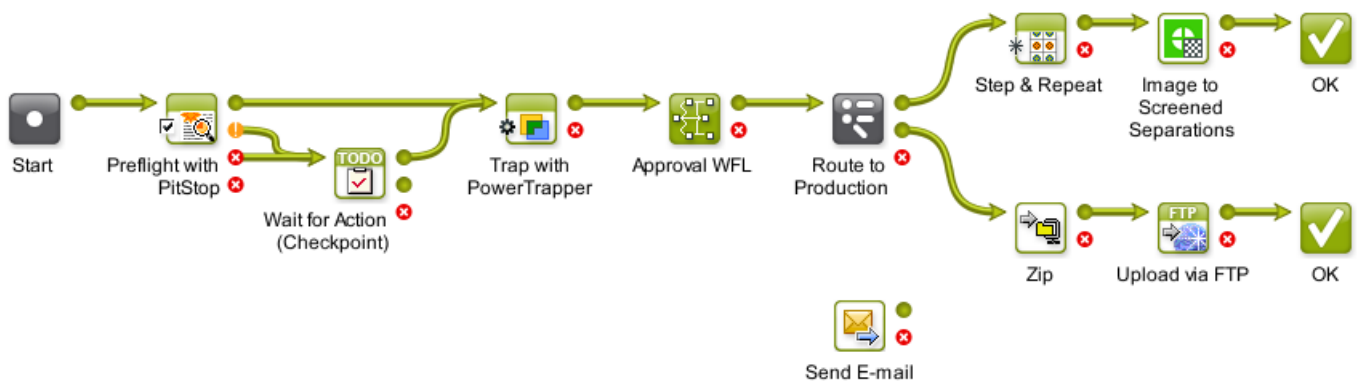 Step & Repeat
Image to
Screened
Separations
OK
TODO
Start
Preflight with
PitStop
Wait for Action
(Checkpoint)
Trap with
PowerTrapper
Approval WFL
Route to
Production
FTP
Zip
Upload via FTP
OK
Send E-mail